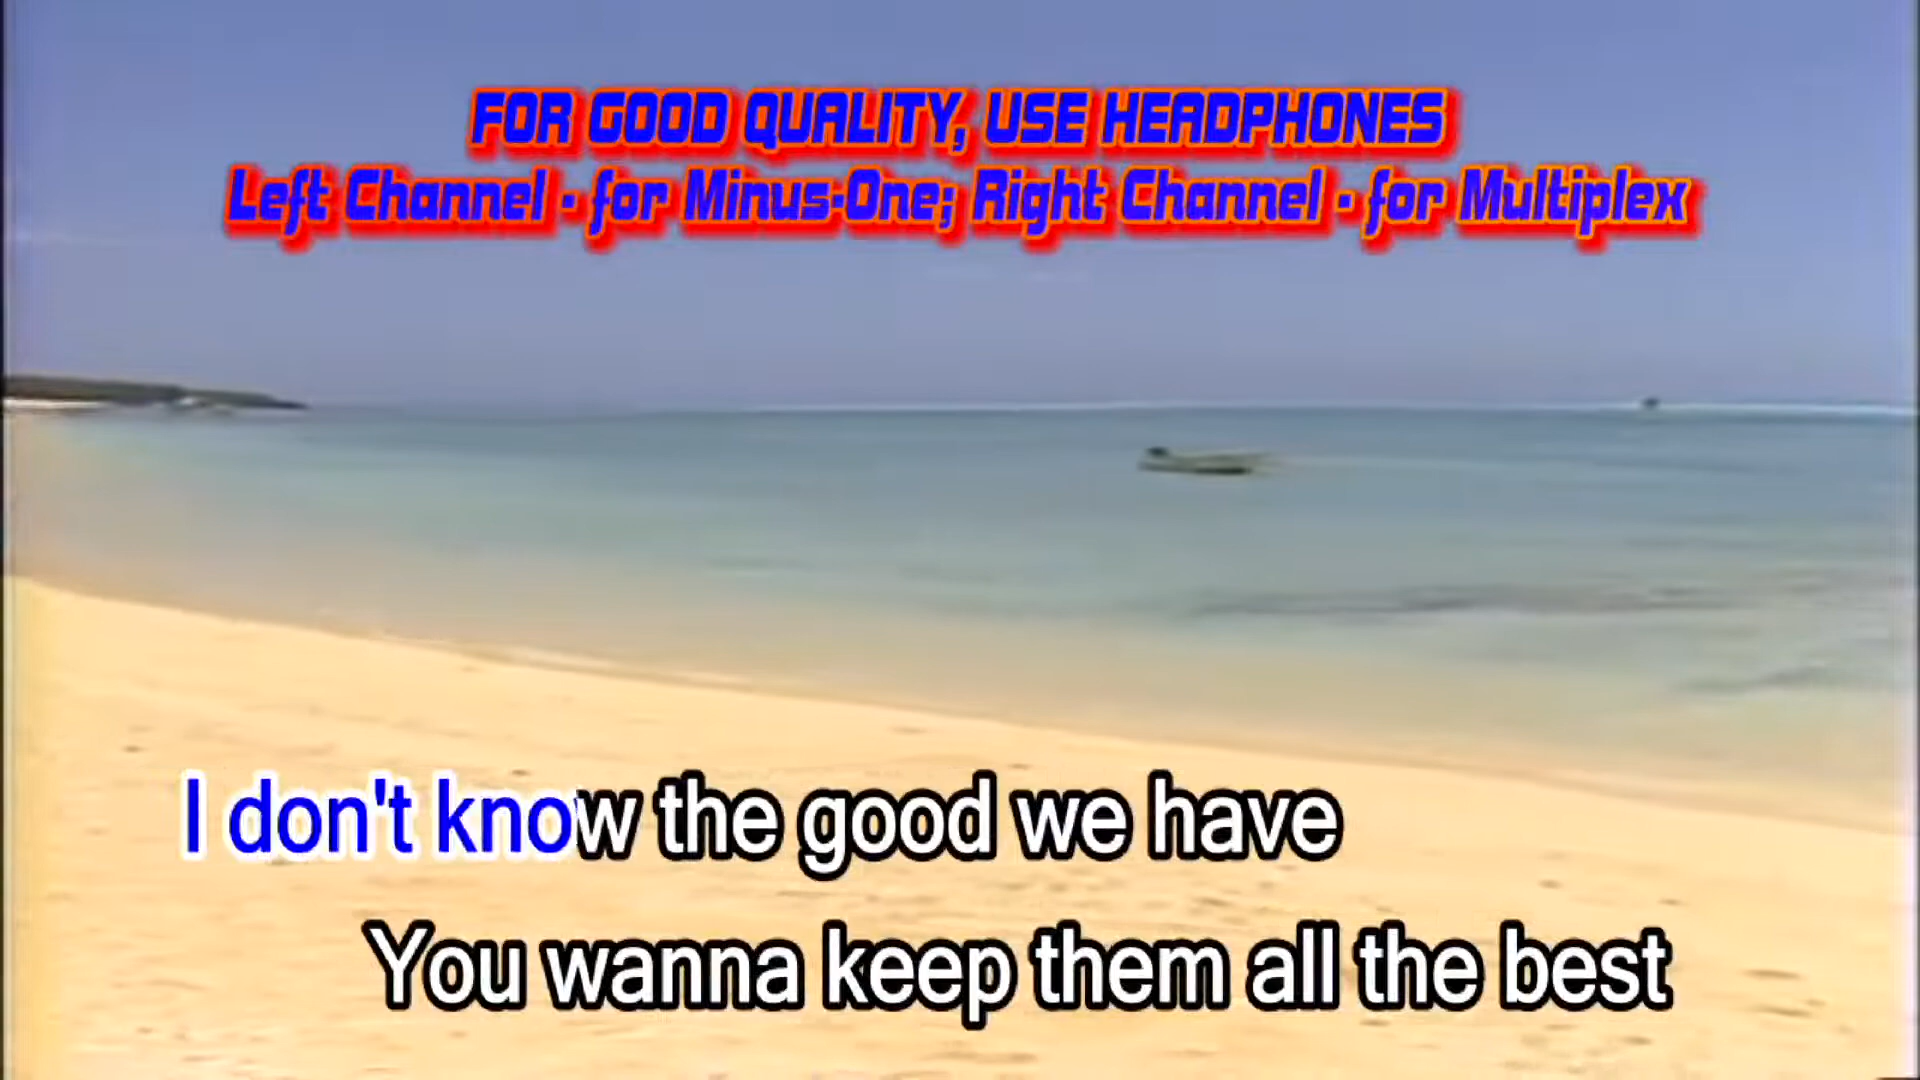 FOR GOOD QUALITY, USE HEADPHONES
Left Channel - for Minus-One; Right Channel - for Multiplex
I don't know the good we have
You wanna keep them all the best